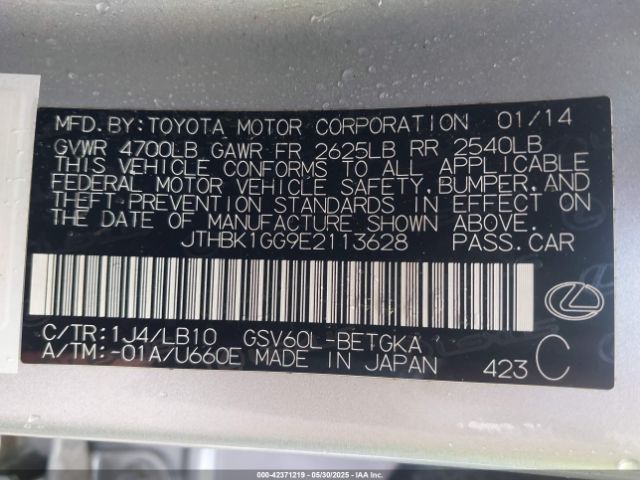 MFD. BY: TOYOTA MOTOR CORPORATION 01/14
GVWR 4700LB GAWR FR 2625LB RR 2540LB
THIS VEHICLE CONFORMS TO ALL APPLICABLE
FEDERAL MOTOR VEHICLE SAFETY, BUMPER, AND
THEFT-PREVENTION STANDARDS IN EFFECT ON
THE DATE OF MANUFACTURE SHOWN ABOVE.
JTHBK1GG9E2113628 PASS.CAR
C/TR: 1J4/LB10 GSV60L-BETGKA
A/TM: -01A/U660E MADE IN JAPAN 423 C
000-42371219 - 05/30/2025 - IAAI.COM